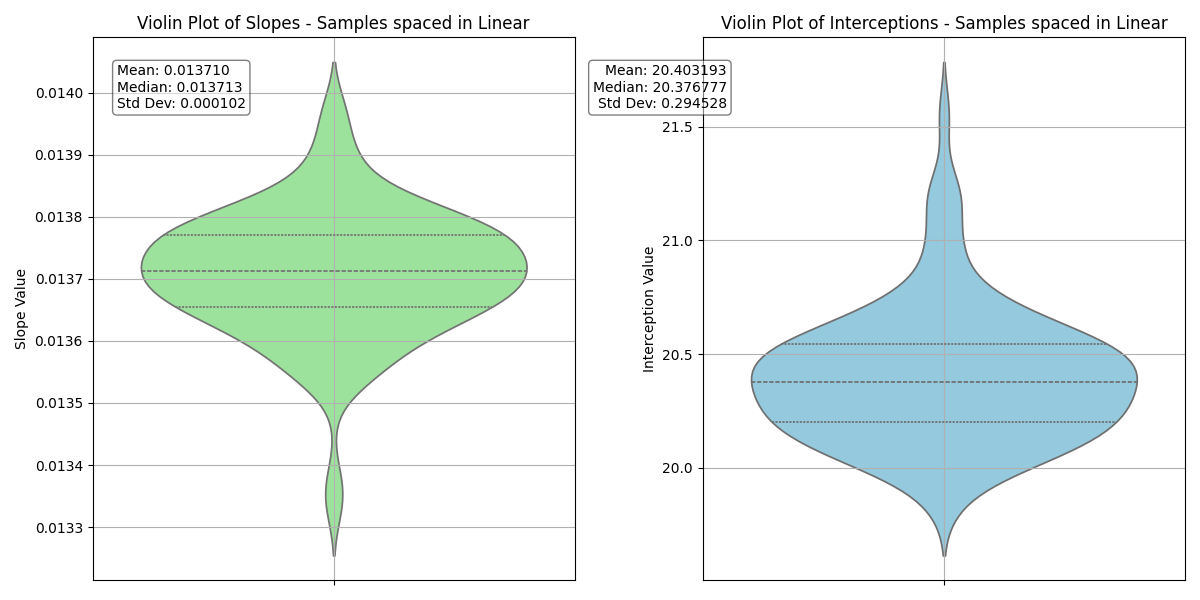 Violin Plot of Slopes - Samples spaced in Linear
Mean: 0.013710
Median: 0.013713
Std Dev: 0.000102
0.0140
0.0139
0.0138
0.0137
0.0136
0.0135
0.0134
0.0133
Slope Value
Violin Plot of Interceptions - Samples spaced in Linear
Mean: 20.403193
Median: 20.376777
Std Dev: 0.294528
21.5
21.0
20.5
20.0
Interception Value